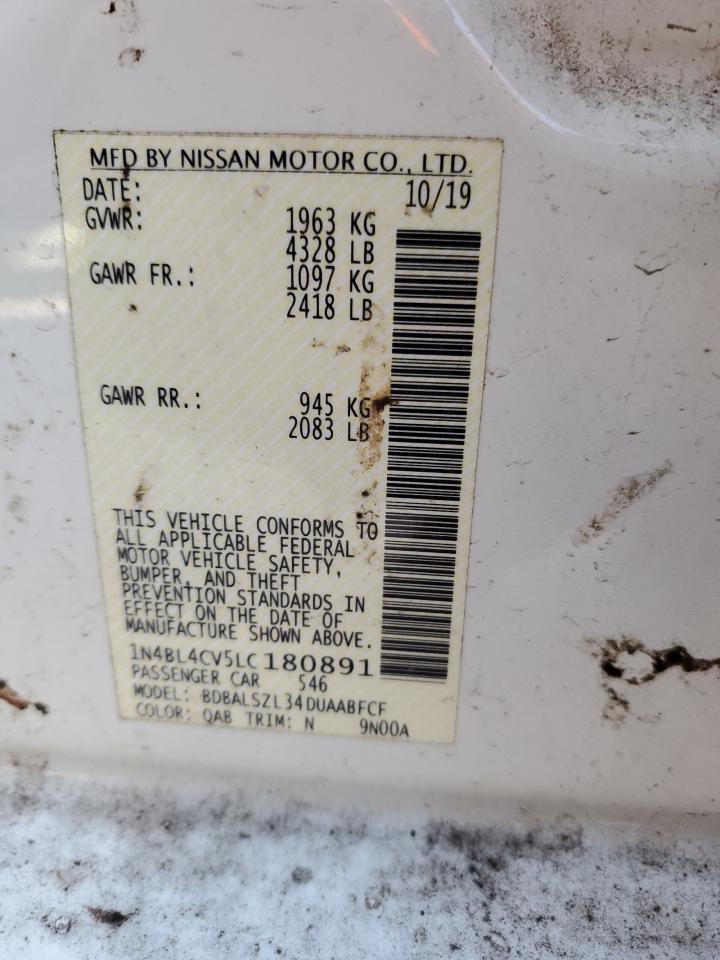 MFD BY NISSAN MOTOR CO., LTD.
DATE: 10/19
GVWR: 1963 KG
4328 LB
GAWR FR.: 1097 KG
2418 LB
GAWR RR.: 945 KG
2083 LB
THIS VEHICLE CONFORMS TO
ALL APPLICABLE FEDERAL
MOTOR VEHICLE SAFETY,
BUMPER, AND THEFT
PREVENTION STANDARDS IN
EFFECT ON THE DATE OF
MANUFACTURE SHOWN ABOVE.
1N4BL4CV5LC180891
PASSENGER CAR 546
MODEL: BDBALSZL34DUAABFCF
COLOR: QAB TRIM: N 9N00A